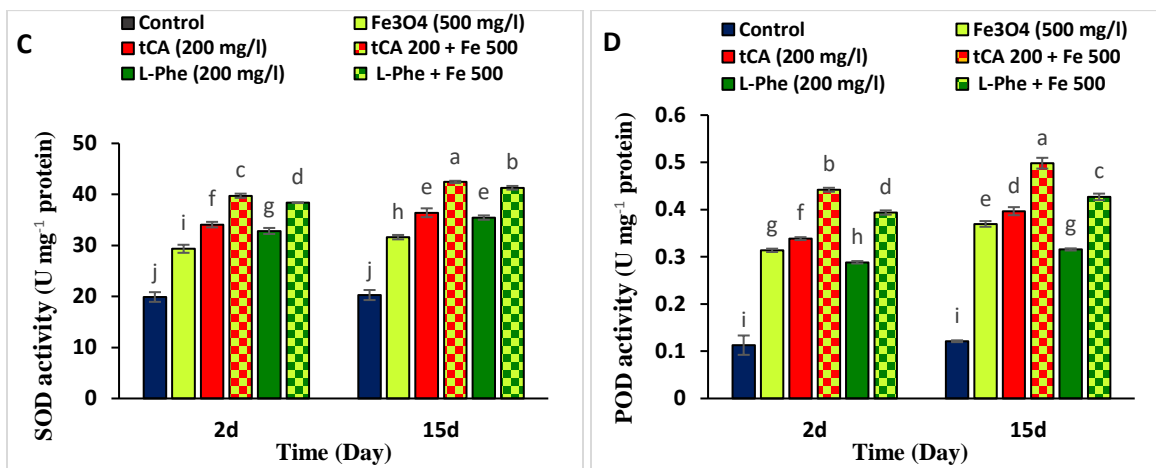 C
Control Fe3O4 (500 mg/l)
tCA (200 mg/l) tCA 200 + Fe 500
L-Phe (200 mg/l) L-Phe + Fe 500
SOD activity (U mg⁻¹ protein)
50
40
30
20
10
0
j i f c g d
j h e a e b
2d 15d
Time (Day)
D
Control Fe3O4 (500 mg/l)
tCA (200 mg/l) tCA 200 + Fe 500
L-Phe (200 mg/l) L-Phe + Fe 500
POD activity (U mg⁻¹ protein)
0.6
0.5
0.4
0.3
0.2
0.1
0
i g f b h d
i e d a g c
2d 15d
Time (Day)